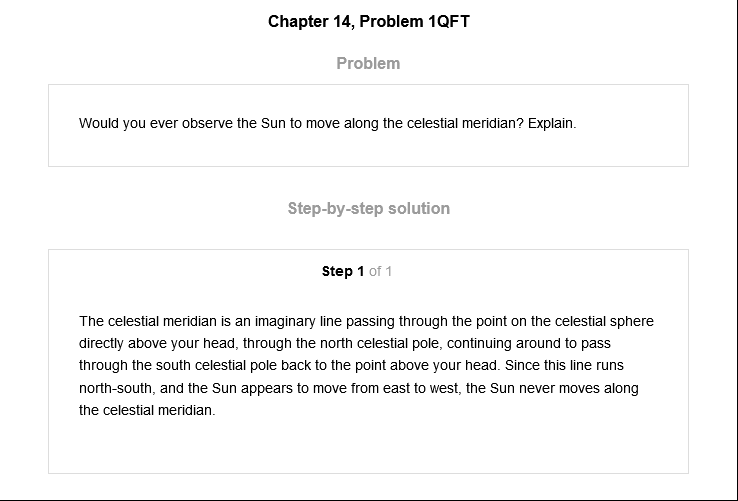 Chapter 14, Problem 1QFT
Problem
Would you ever observe the Sun to move along the celestial meridian? Explain.
Step-by-step solution
Step 1 of 1
The celestial meridian is an imaginary line passing through the point on the celestial sphere
directly above your head, through the north celestial pole, continuing around to pass
through the south celestial pole back to the point above your head. Since this line runs
north-south, and the Sun appears to move from east to west, the Sun never moves along
the celestial meridian.